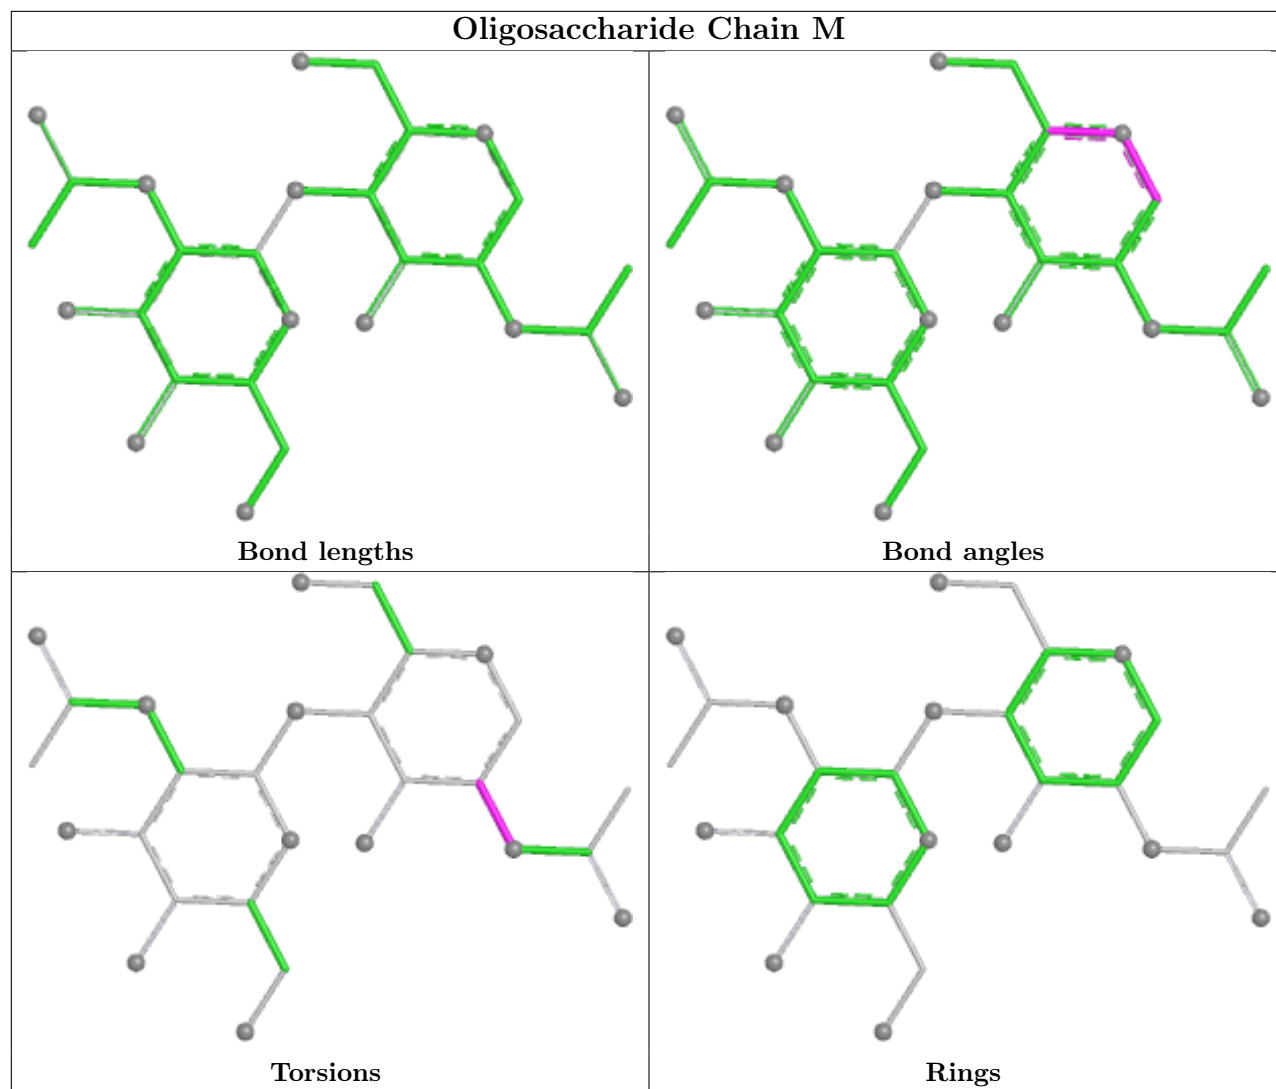 Oligosaccharide Chain M
Bond lengths
Bond angles
Torsions
Rings